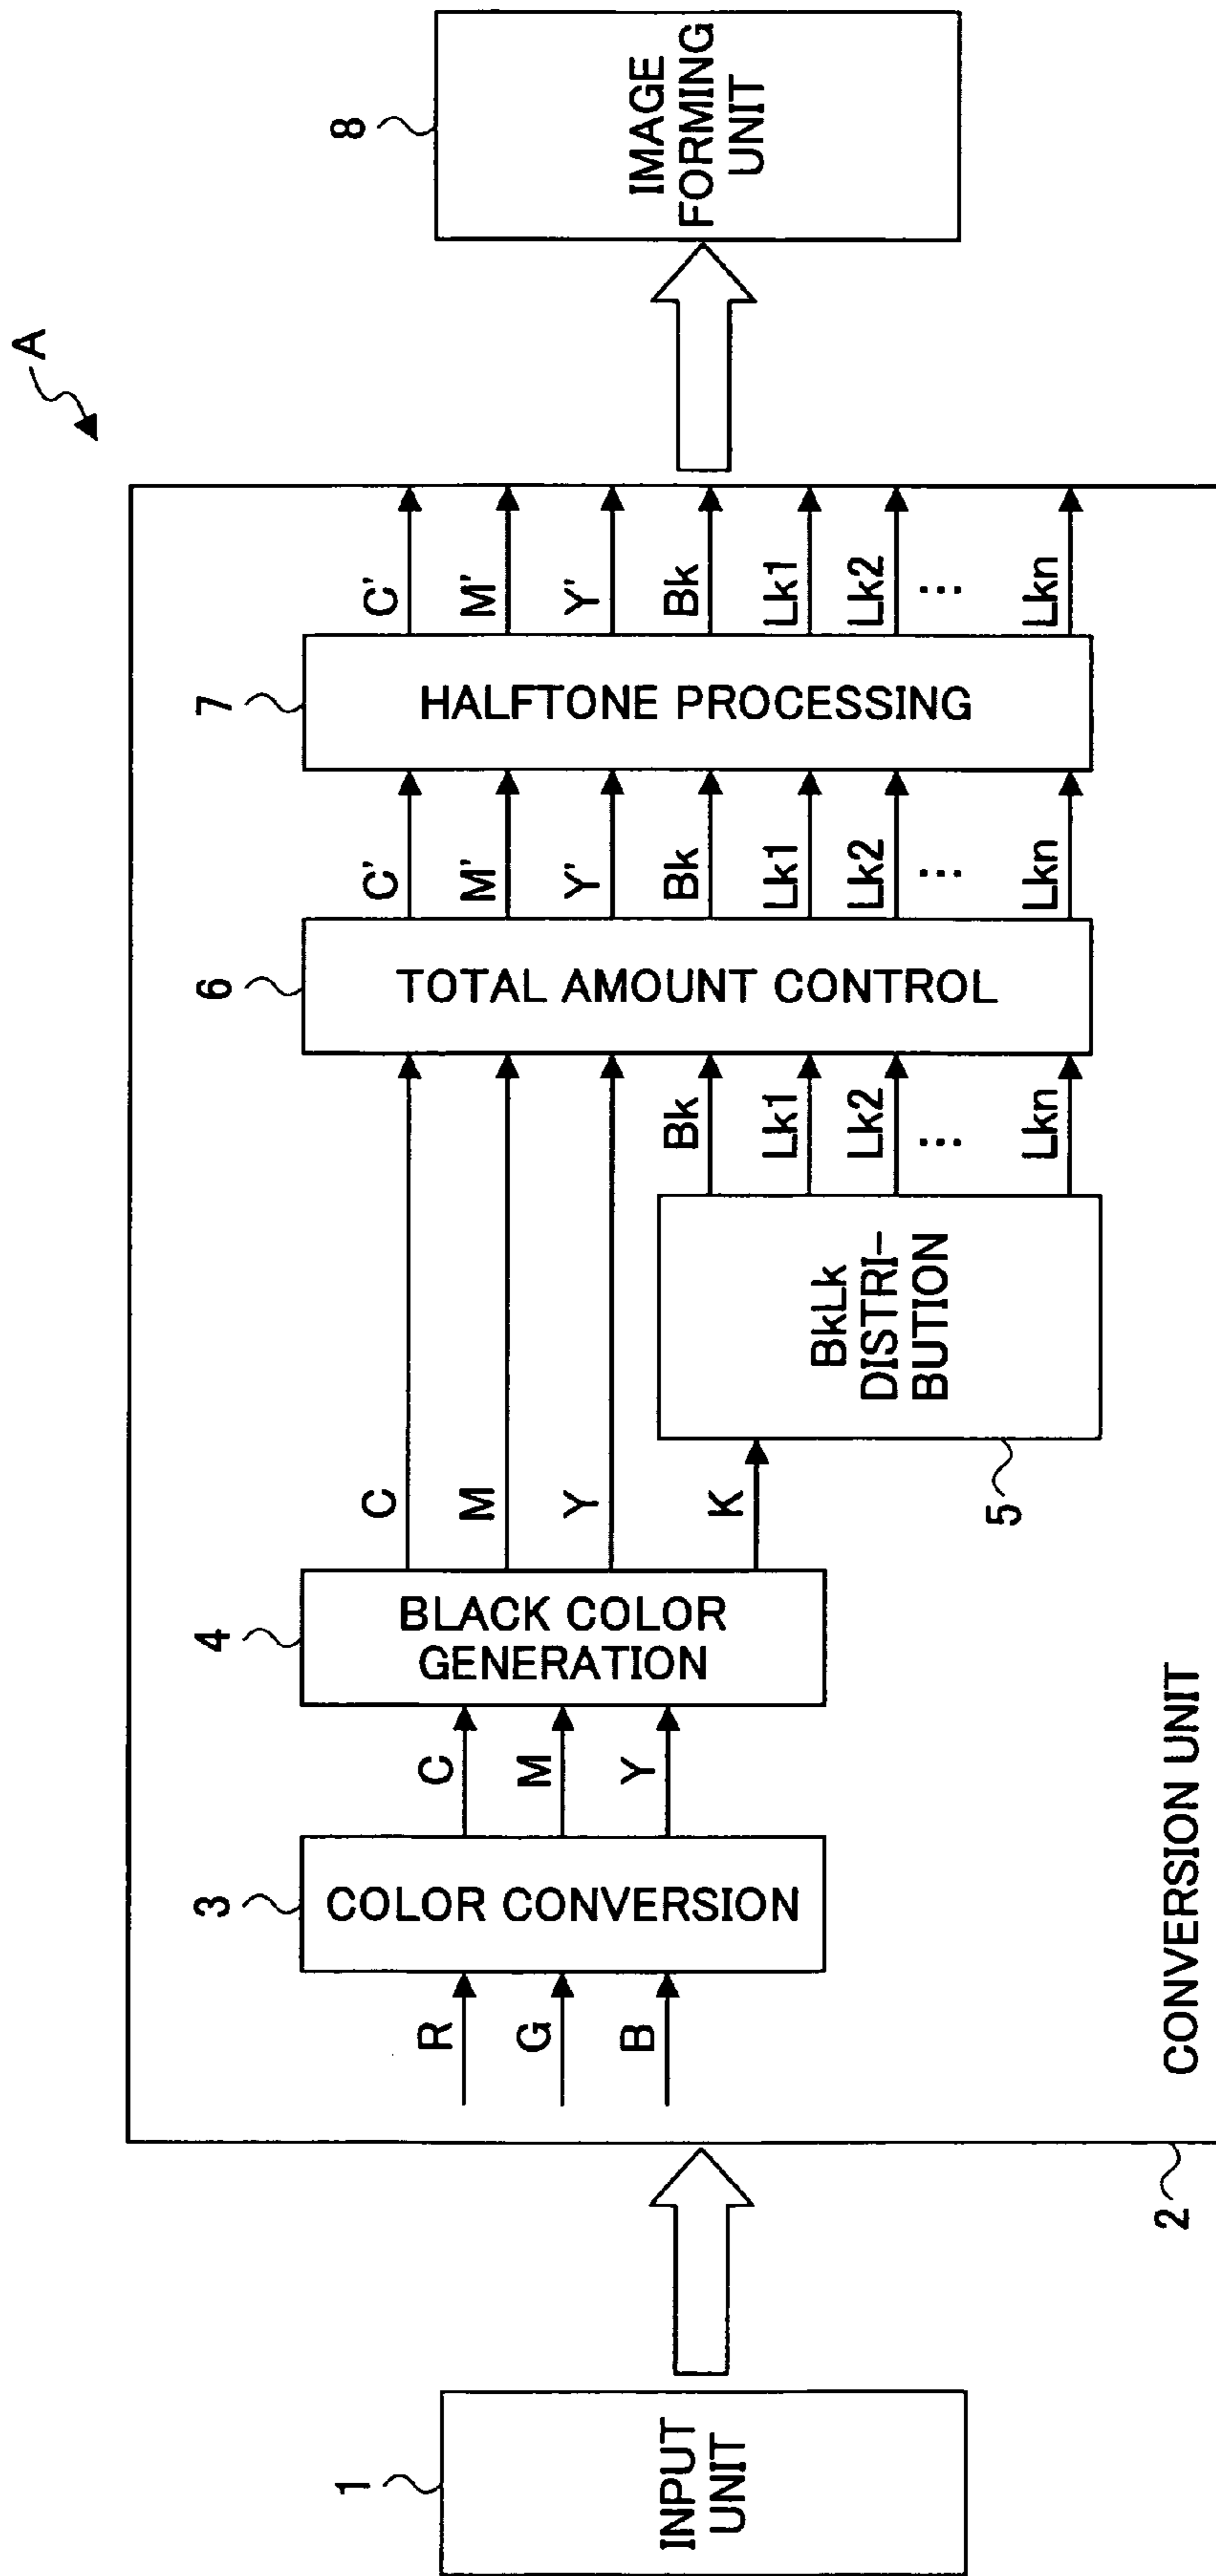 A
1
INPUT
UNIT
2
CONVERSION UNIT
R
G
B
3
COLOR CONVERSION
C
M
Y
4
BLACK COLOR
GENERATION
C
M
Y
K
5
BkLk
DISTRI-
BUTION
Bk
Lk1
Lk2
...
Lkn
6
TOTAL AMOUNT CONTROL
C'
M'
Y'
Bk
Lk1
Lk2
...
Lkn
7
HALFTONE PROCESSING
C'
M'
Y'
Bk
Lk1
Lk2
...
Lkn
8
IMAGE
FORMING
UNIT